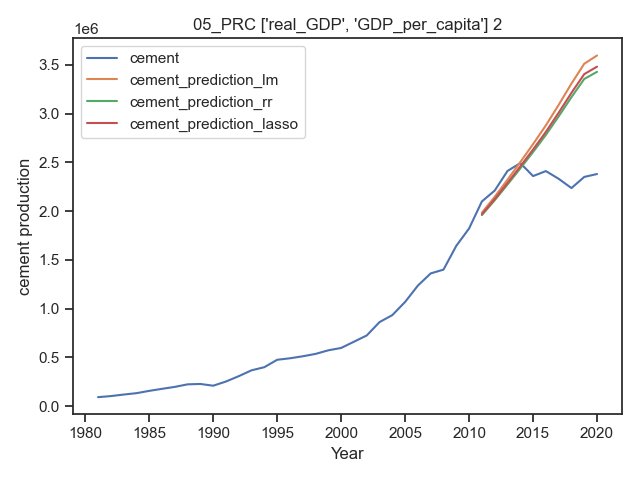 05_PRC ['real_GDP', 'GDP_per_capita'] 2
1e6
cement
cement_prediction_lm
cement_prediction_rr
cement_prediction_lasso
3.5
3.0
2.5
2.0
1.5
1.0
0.5
0.0
cement production
1980 1985 1990 1995 2000 2005 2010 2015 2020
Year